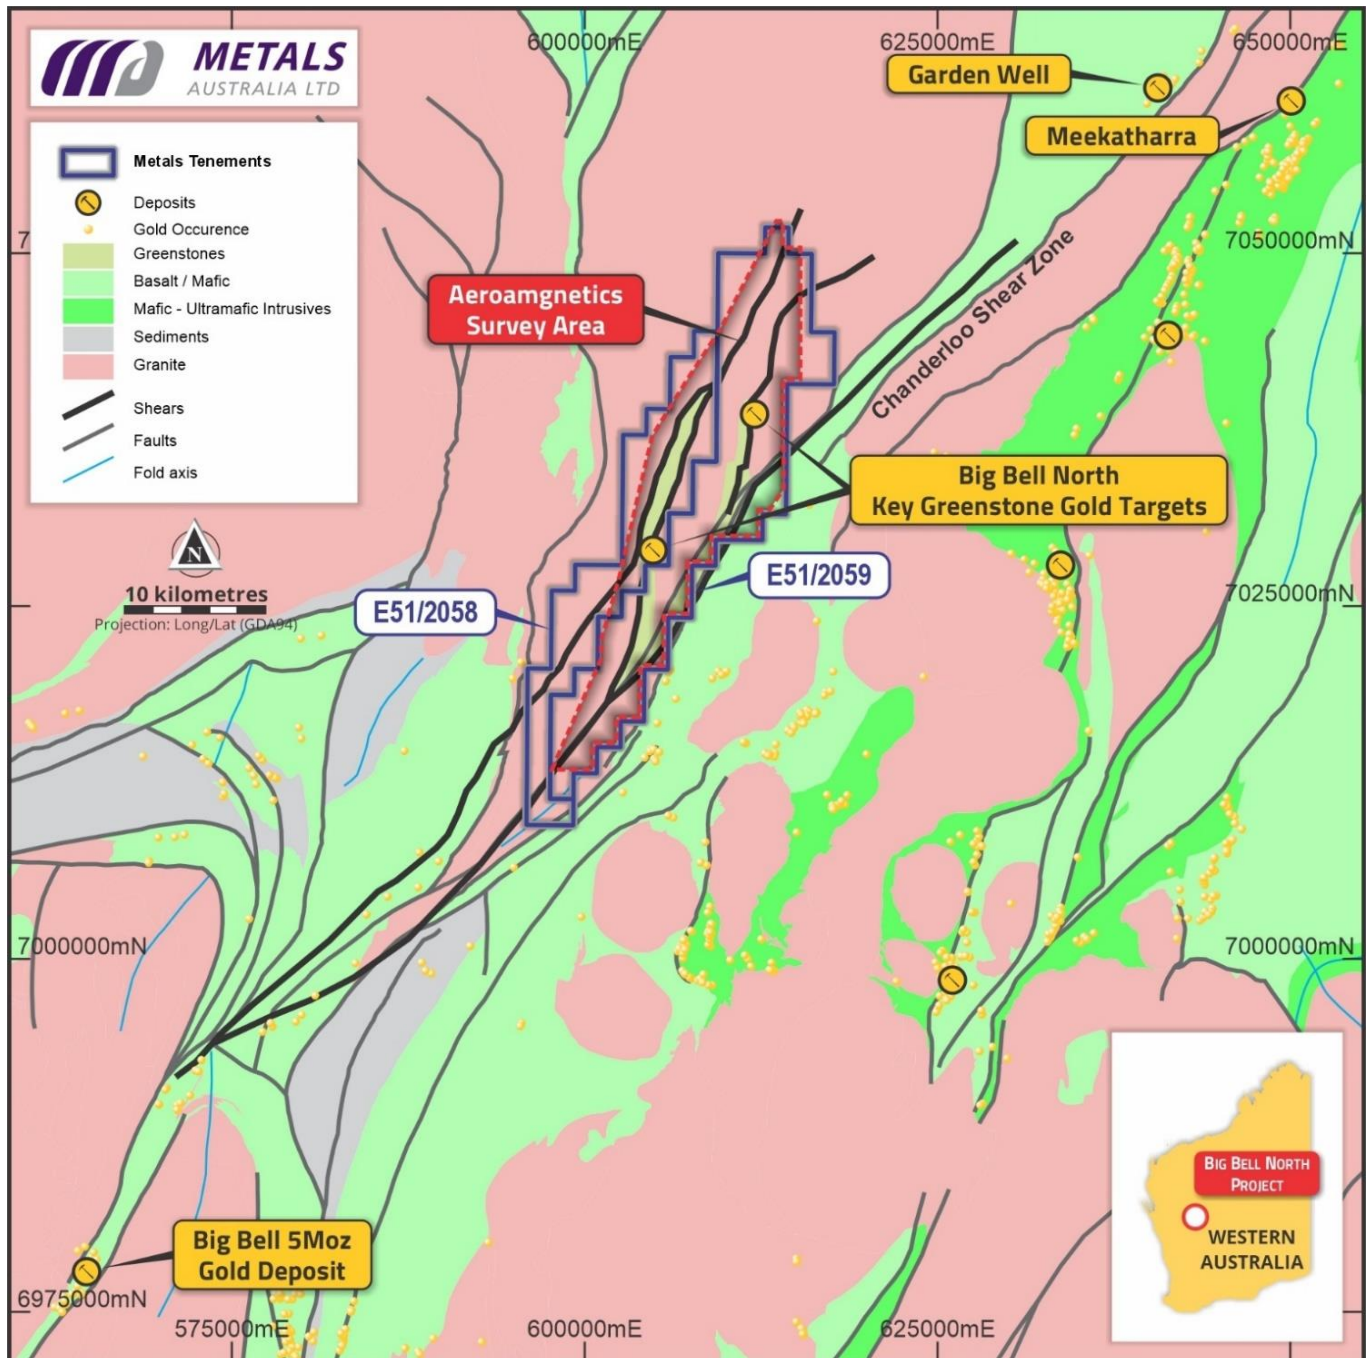 METALS
AUSTRALIA LTD
600000mE
625000mE
650000mE
Garden Well
Meekatharra
Metals Tenements
Deposits
Gold Occurence
Greenstones
Basalt / Mafic
Mafic - Ultramafic Intrusives
Sediments
Granite
Shears
Faults
Fold axis
7
7050000mN
Aeroamgnetics
Survey Area
Chanderloo Shear Zone
Big Bell North
Key Greenstone Gold Targets
N
10 kilometres
Projection: Long/Lat (GDA94)
E51/2058
E51/2059
7025000mN
7000000mN
7000000mN
BIG BELL NORTH
PROJECT
WESTERN
AUSTRALIA
Big Bell 5Moz
Gold Deposit
6975000mN
575000mE
600000mE
625000mE